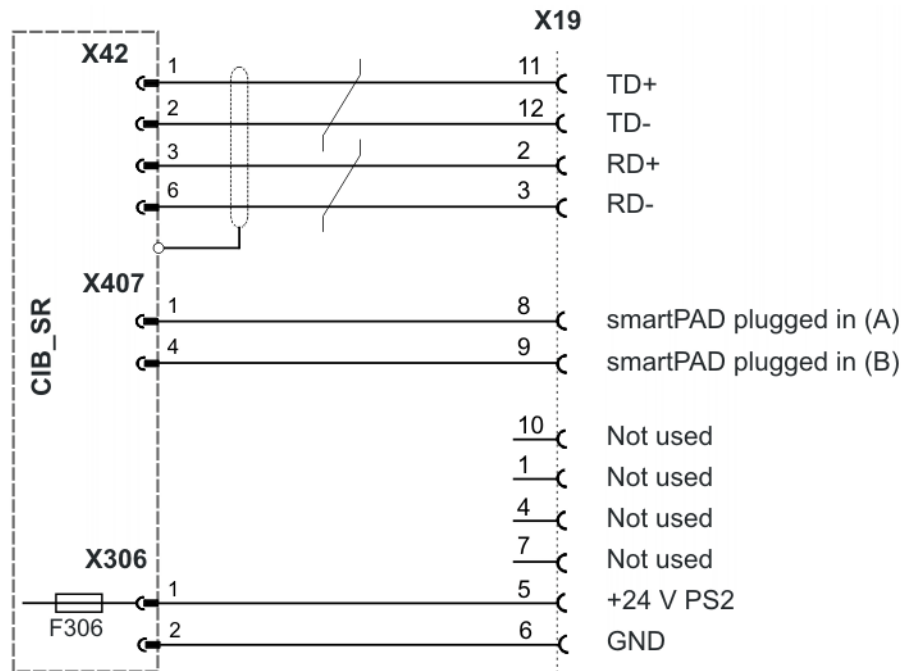 X19
X42
1 11 TD+
2 12 TD-
3 2 RD+
6 3 RD-
X407
CIB_SR
1 8 smartPAD plugged in (A)
4 9 smartPAD plugged in (B)
10 Not used
1 Not used
4 Not used
7 Not used
X306
1 5 +24 V PS2
F306
2 6 GND